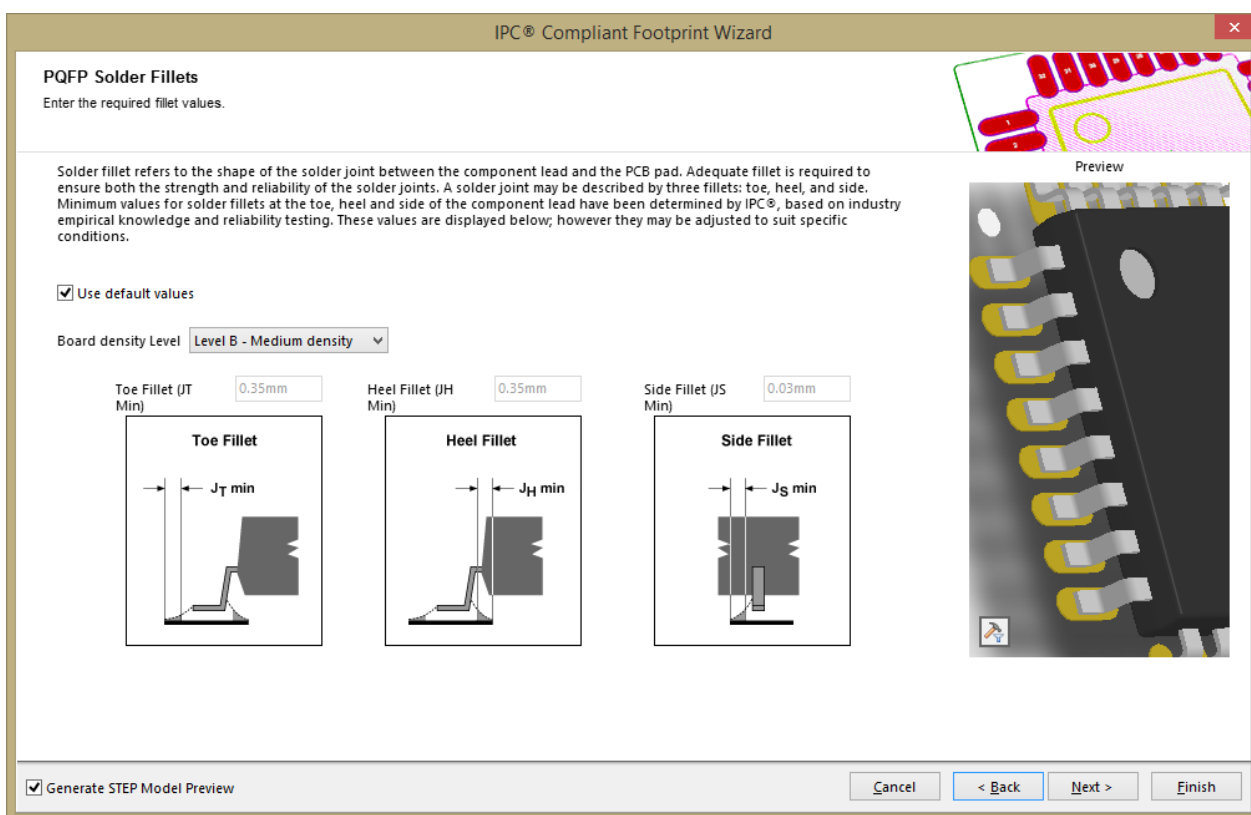 IPC® Compliant Footprint Wizard
PQFP Solder Fillets
Enter the required fillet values.
Solder fillet refers to the shape of the solder joint between the component lead and the PCB pad. Adequate fillet is required to
ensure both the strength and reliability of the solder joints. A solder joint may be described by three fillets: toe, heel, and side.
Minimum values for solder fillets at the toe, heel and side of the component lead have been determined by IPC®, based on industry
empirical knowledge and reliability testing. These values are displayed below; however they may be adjusted to suit specific
conditions.
Preview
Use default values
Board density Level Level B - Medium density
Toe Fillet (JT
Min)
0.35mm
Heel Fillet (JH
Min)
0.35mm
Side Fillet (JS
Min)
0.03mm
Toe Fillet
JT min
Heel Fillet
JH min
Side Fillet
JS min
Generate STEP Model Preview
Cancel
< Back
Next >
Finish